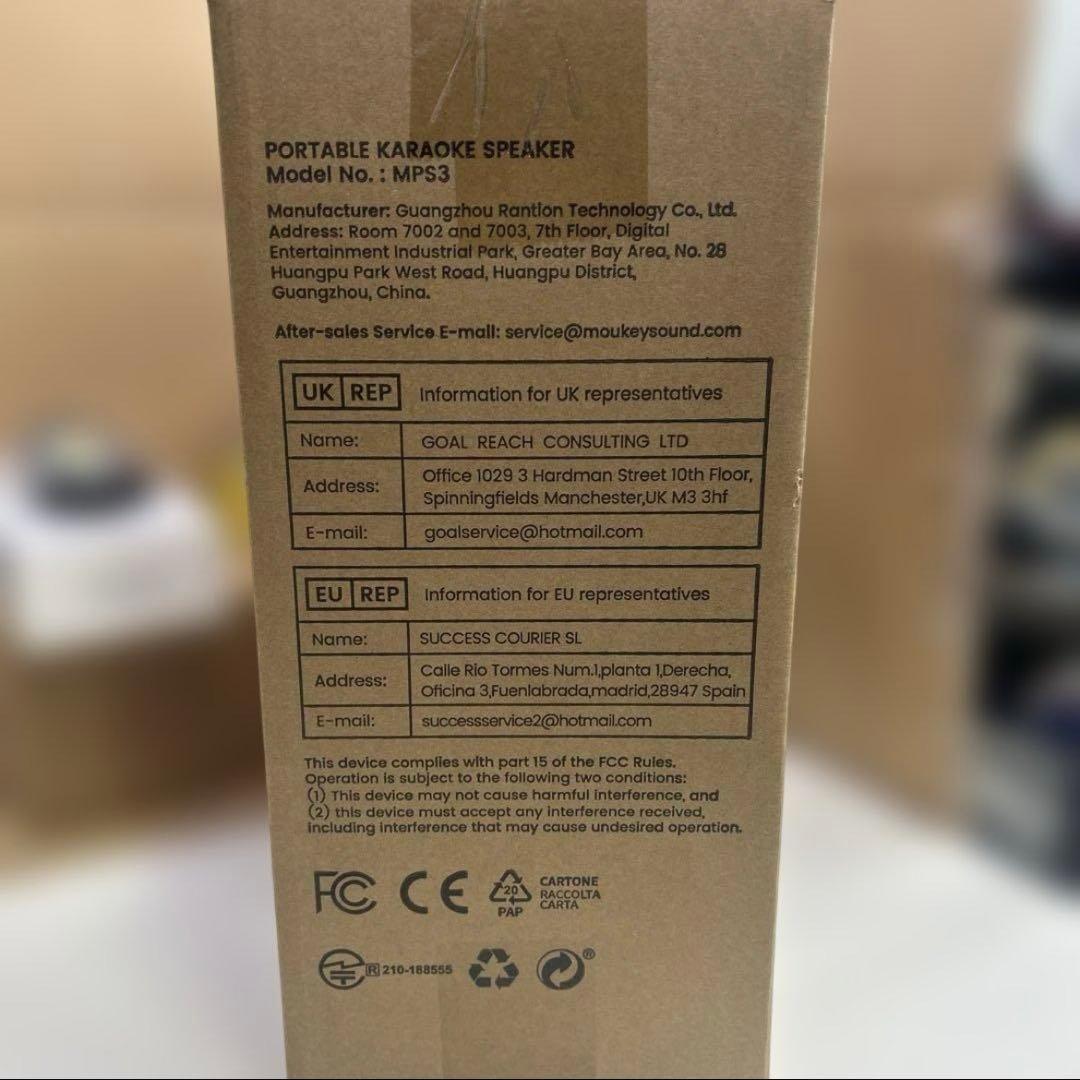 PORTABLE KARAOKE SPEAKER
Model No. : MPS3
Manufacturer: Guangzhou Rantion Technology Co., Ltd.
Address: Room 7002 and 7003, 7th Floor, Digital
Entertainment Industrial Park, Greater Bay Area, No. 28
Huangpu Park West Road, Huangpu District,
Guangzhou, China.
After-sales Service E-mail: service@moukeysound.com
UK REP Information for UK representatives
Name: GOAL REACH CONSULTING LTD
Address: Office 1029 3 Hardman Street 10th Floor,
Spinningfields Manchester,UK M3 3hf
E-mail: goalservice@hotmail.com
EU REP Information for EU representatives
Name: SUCCESS COURIER SL
Address: Calle Rio Tormes Num.1,planta 1,Derecha,
Oficina 3,Fuenlabrada,madrid,28947 Spain
E-mail: successservice2@hotmail.com
This device complies with part 15 of the FCC Rules.
Operation is subject to the following two conditions:
(1) This device may not cause harmful interference, and
(2) this device must accept any interference received,
including interference that may cause undesired operation.
FC CE 20 PAP CARTONE
RACCOLTA
CARTA
R 210-188555 ®